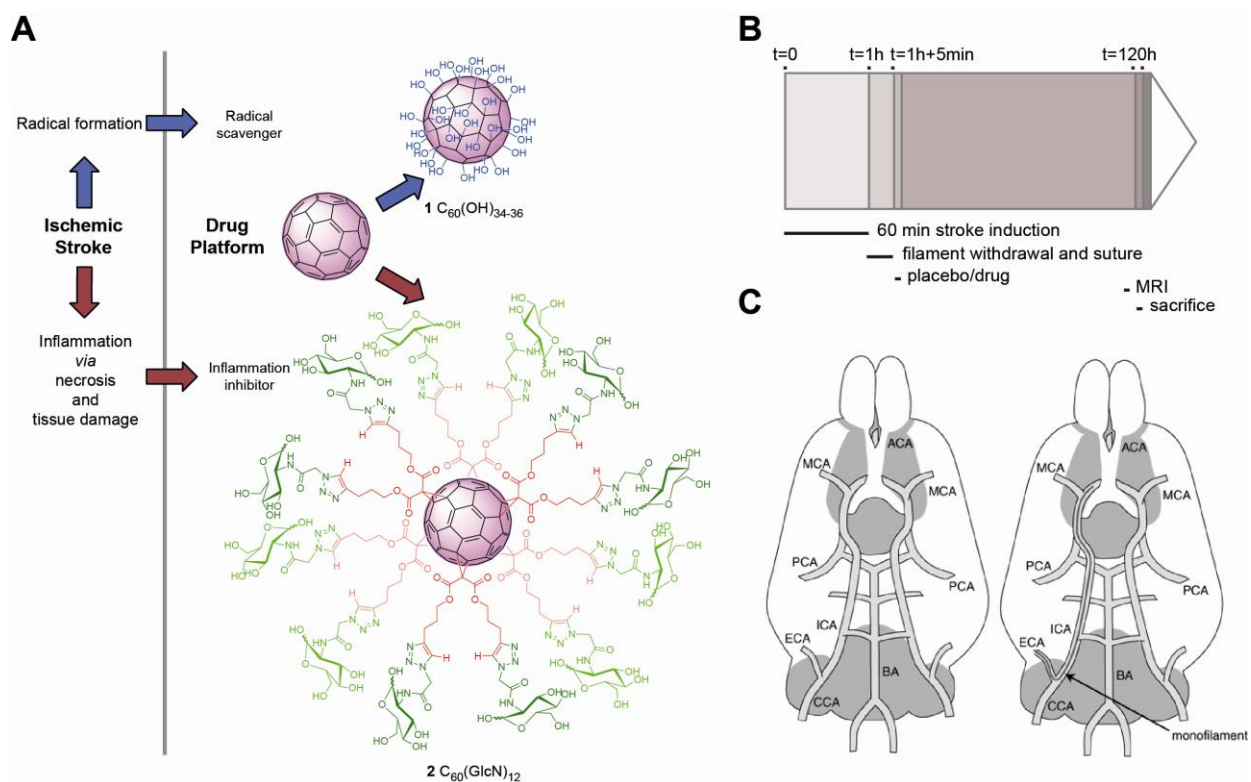 A
Radical formation
Radical
scavenger
Ischemic
Stroke
Drug
Platform
Inflammation
via
necrosis
and
tissue damage
Inflammation
inhibitor
1 C60(OH)34-36
2 C60(GlcN)12
B
t=0
t=1h
t=1h+5min
t=120h
60 min stroke induction
filament withdrawal and suture
placebo/drug
MRI
sacrifice
C
ACA
MCA
MCA
PCA
PCA
ICA
ECA
BA
CCA
ACA
MCA
MCA
PCA
PCA
ICA
ECA
BA
CCA
monofilament